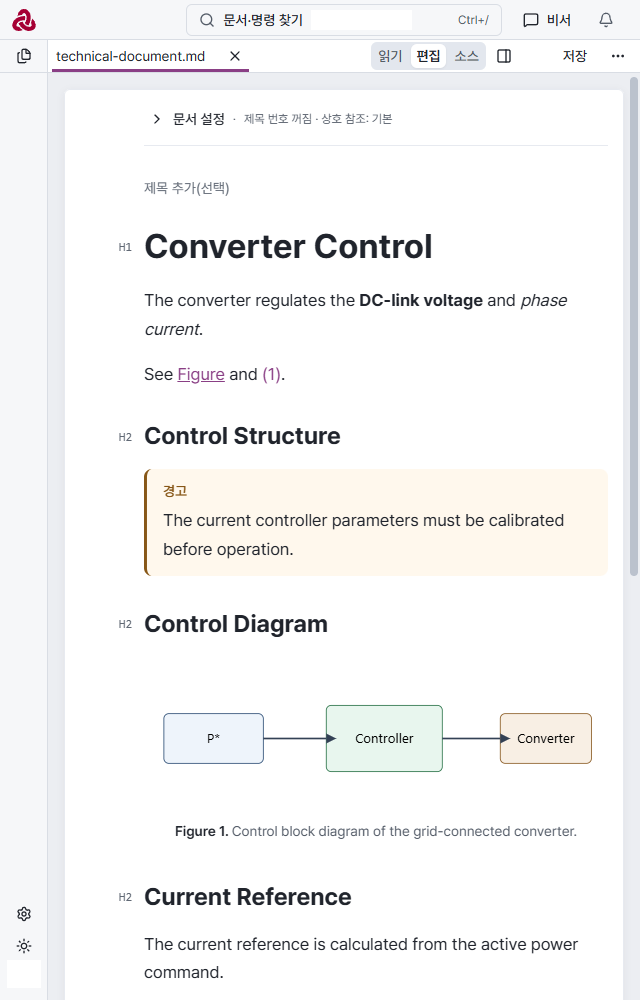 문서·명령 찾기
Ctrl+/
비서
technical-document.md
읽기 편집 소스
저장
문서 설정 · 제목 번호 꺼짐 · 상호 참조: 기본
제목 추가(선택)
H1 Converter Control
The converter regulates the DC-link voltage and phase
current.
See Figure and (1).
H2 Control Structure
경고
The current controller parameters must be calibrated
before operation.
H2 Control Diagram
P*
Controller
Converter
Figure 1. Control block diagram of the grid-connected converter.
H2 Current Reference
The current reference is calculated from the active power
command.